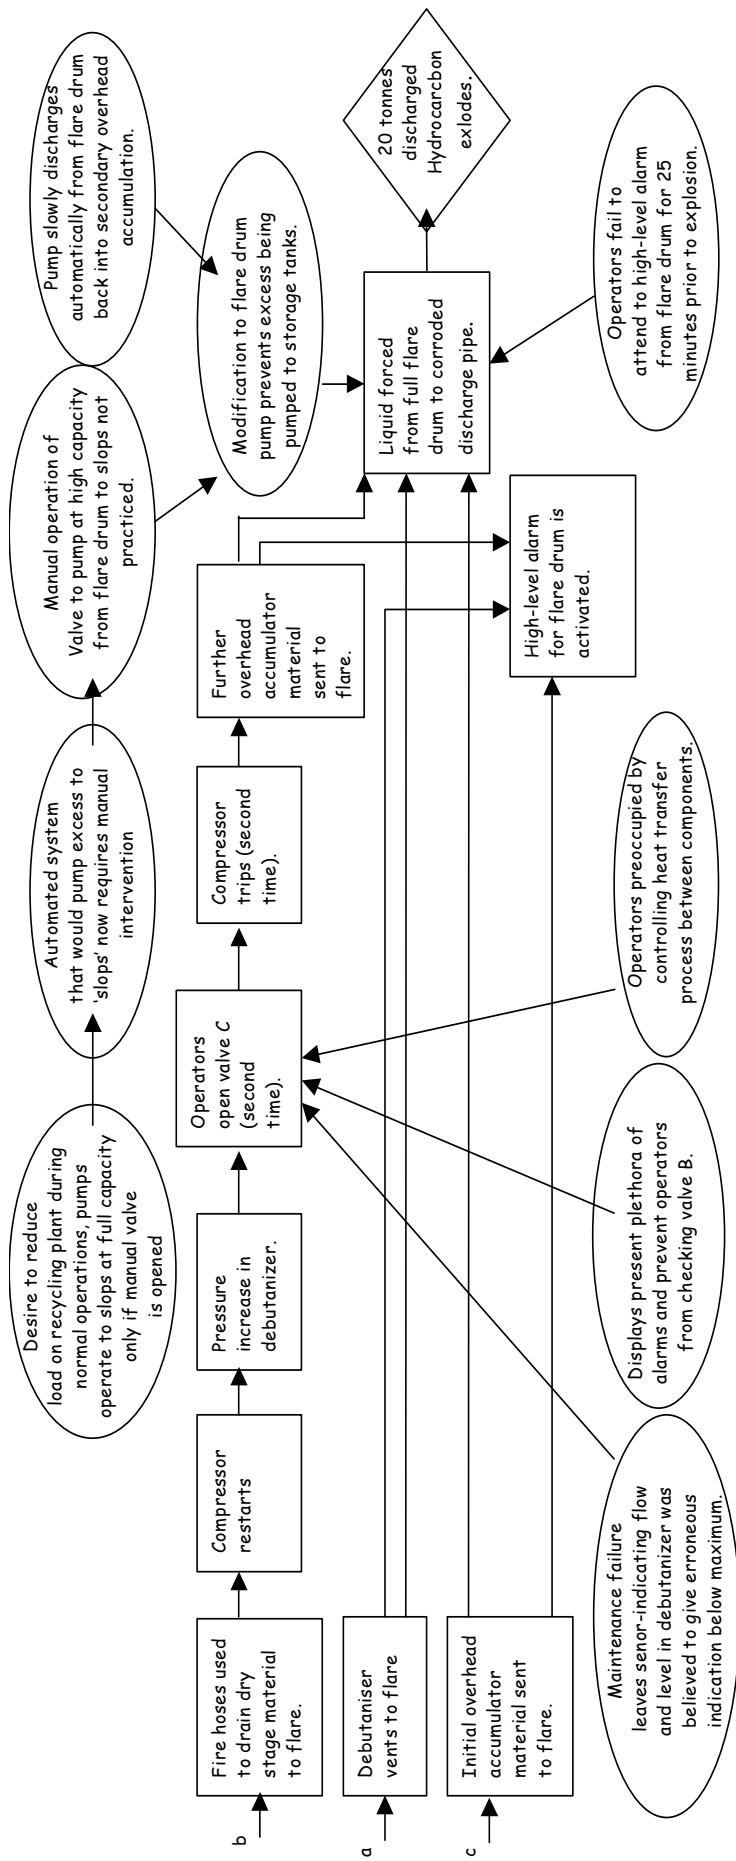 Desire to reduce
load on recycling plant during
normal operations, pumps
operate to slops at full capacity
only if manual valve
is opened
Automated system
that would pump excess to
'slops' now requires manual
intervention
Manual operation of
Valve to pump at high capacity
from flare drum to slops not
practiced.
Pump slowly discharges
automatically from flare drum
back into secondary overhead
accumulation.
Modification to flare drum
pump prevents excess being
pumped to storage tanks.
b
Fire hoses used
to drain dry
stage material
to flare.
Compressor
restarts
Pressure
increase in
debutanizer.
Operators
open valve C
(second
time).
Compressor
trips (second
time).
Further
overhead
accumulator
material
sent to
flare.
a
Debutaniser
vents to flare
Liquid forced
from full flare
drum to corroded
discharge pipe.
20 tonnes
discharged
Hydrocarcbon
exlodes.
c
Initial overhead
accumulator
material sent
to flare.
High-level alarm
for flare drum is
activated.
Maintenance failure
leaves senor-indicating flow
and level in debutanizer was
believed to give erroneous
indication below maximum.
Displays present plethora of
alarms and prevent operators
from checking valve B.
Operators preoccupied by
controlling heat transfer
process between components.
Operators fail to
attend to high-level alarm
from flare drum for 25
minutes prior to explosion.